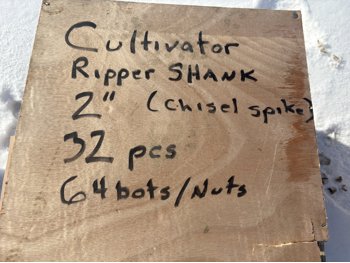 Cultivator
Ripper SHANK
2" (chisel spike)
32 pcs
64 bots/Nuts